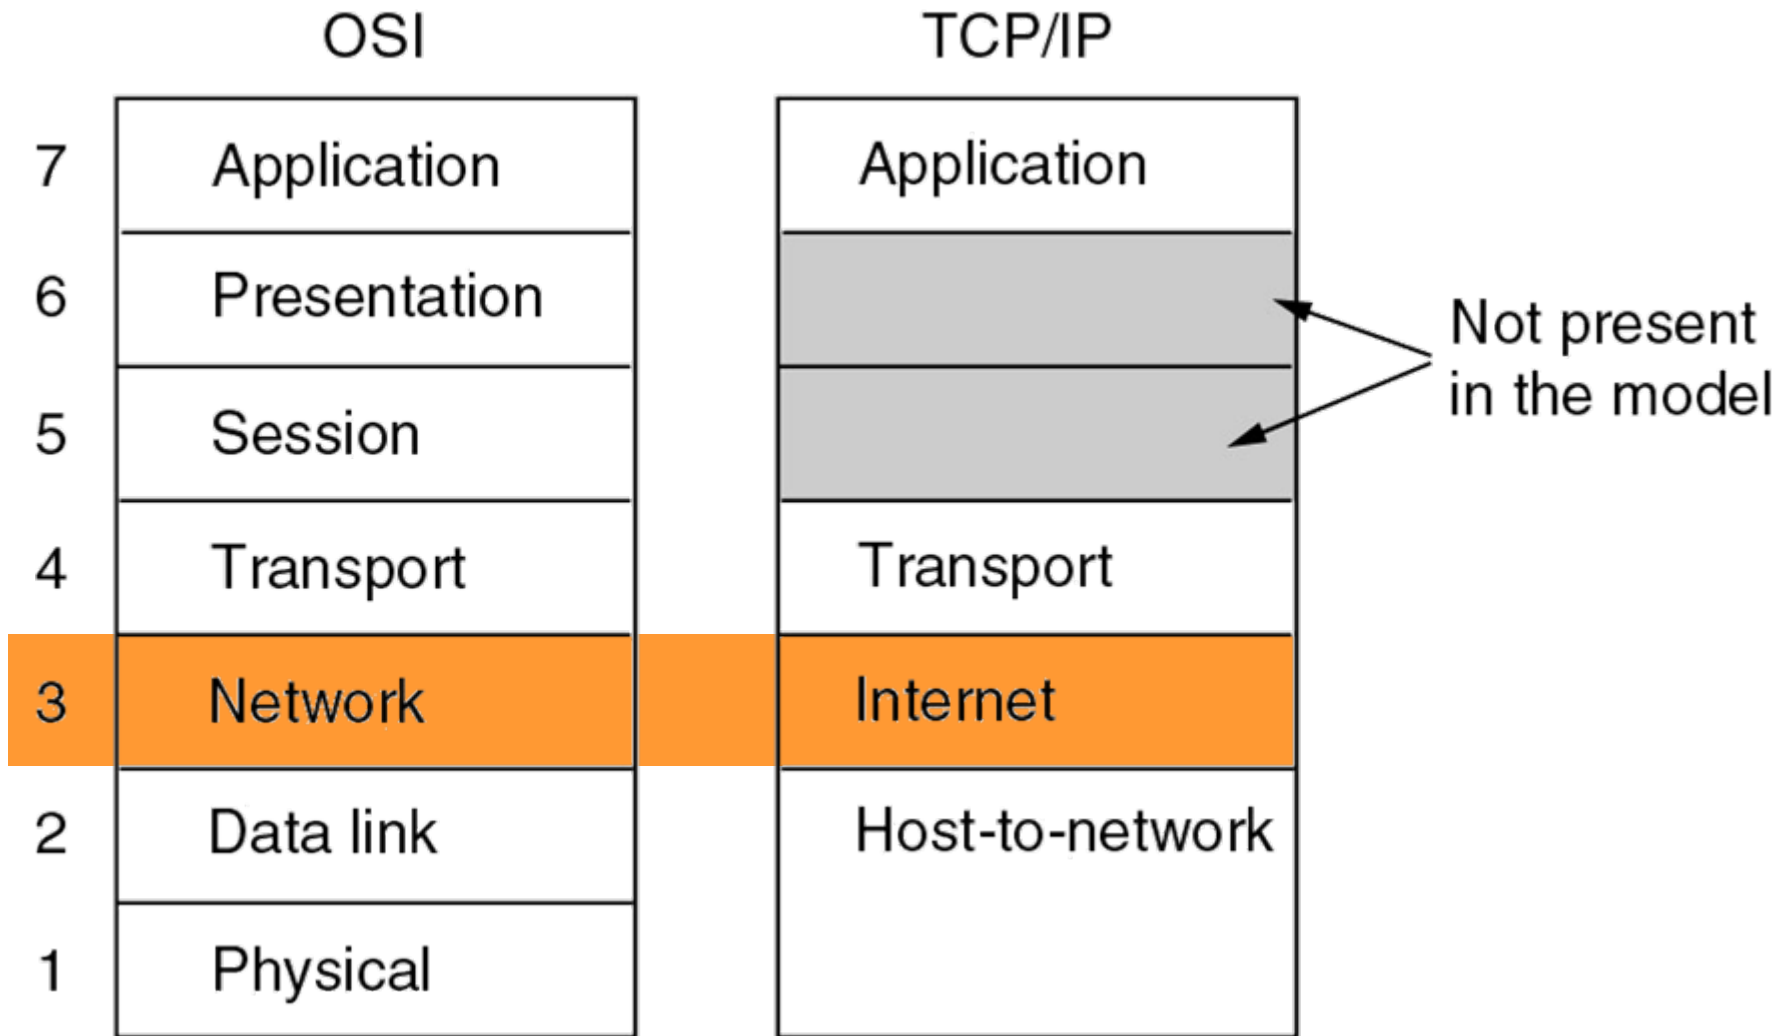 OSI
TCP/IP
7
Application
Application
6
Presentation
Not present
in the model
5
Session
4
Transport
Transport
3
Network
Internet
2
Data link
Host-to-network
1
Physical